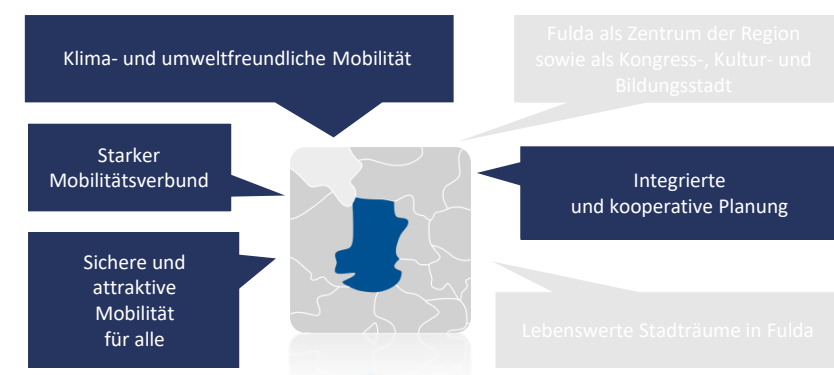 Klima- und umweltfreundliche Mobilität
Fulda als Zentrum der Region
sowie als Kongress-, Kultur- und
Bildungsstadt
Starker
Mobilitätsverbund
Integrierte
und kooperative Planung
Sichere und
attraktive
Mobilität
für alle
Lebenswerte Stadträume in Fulda